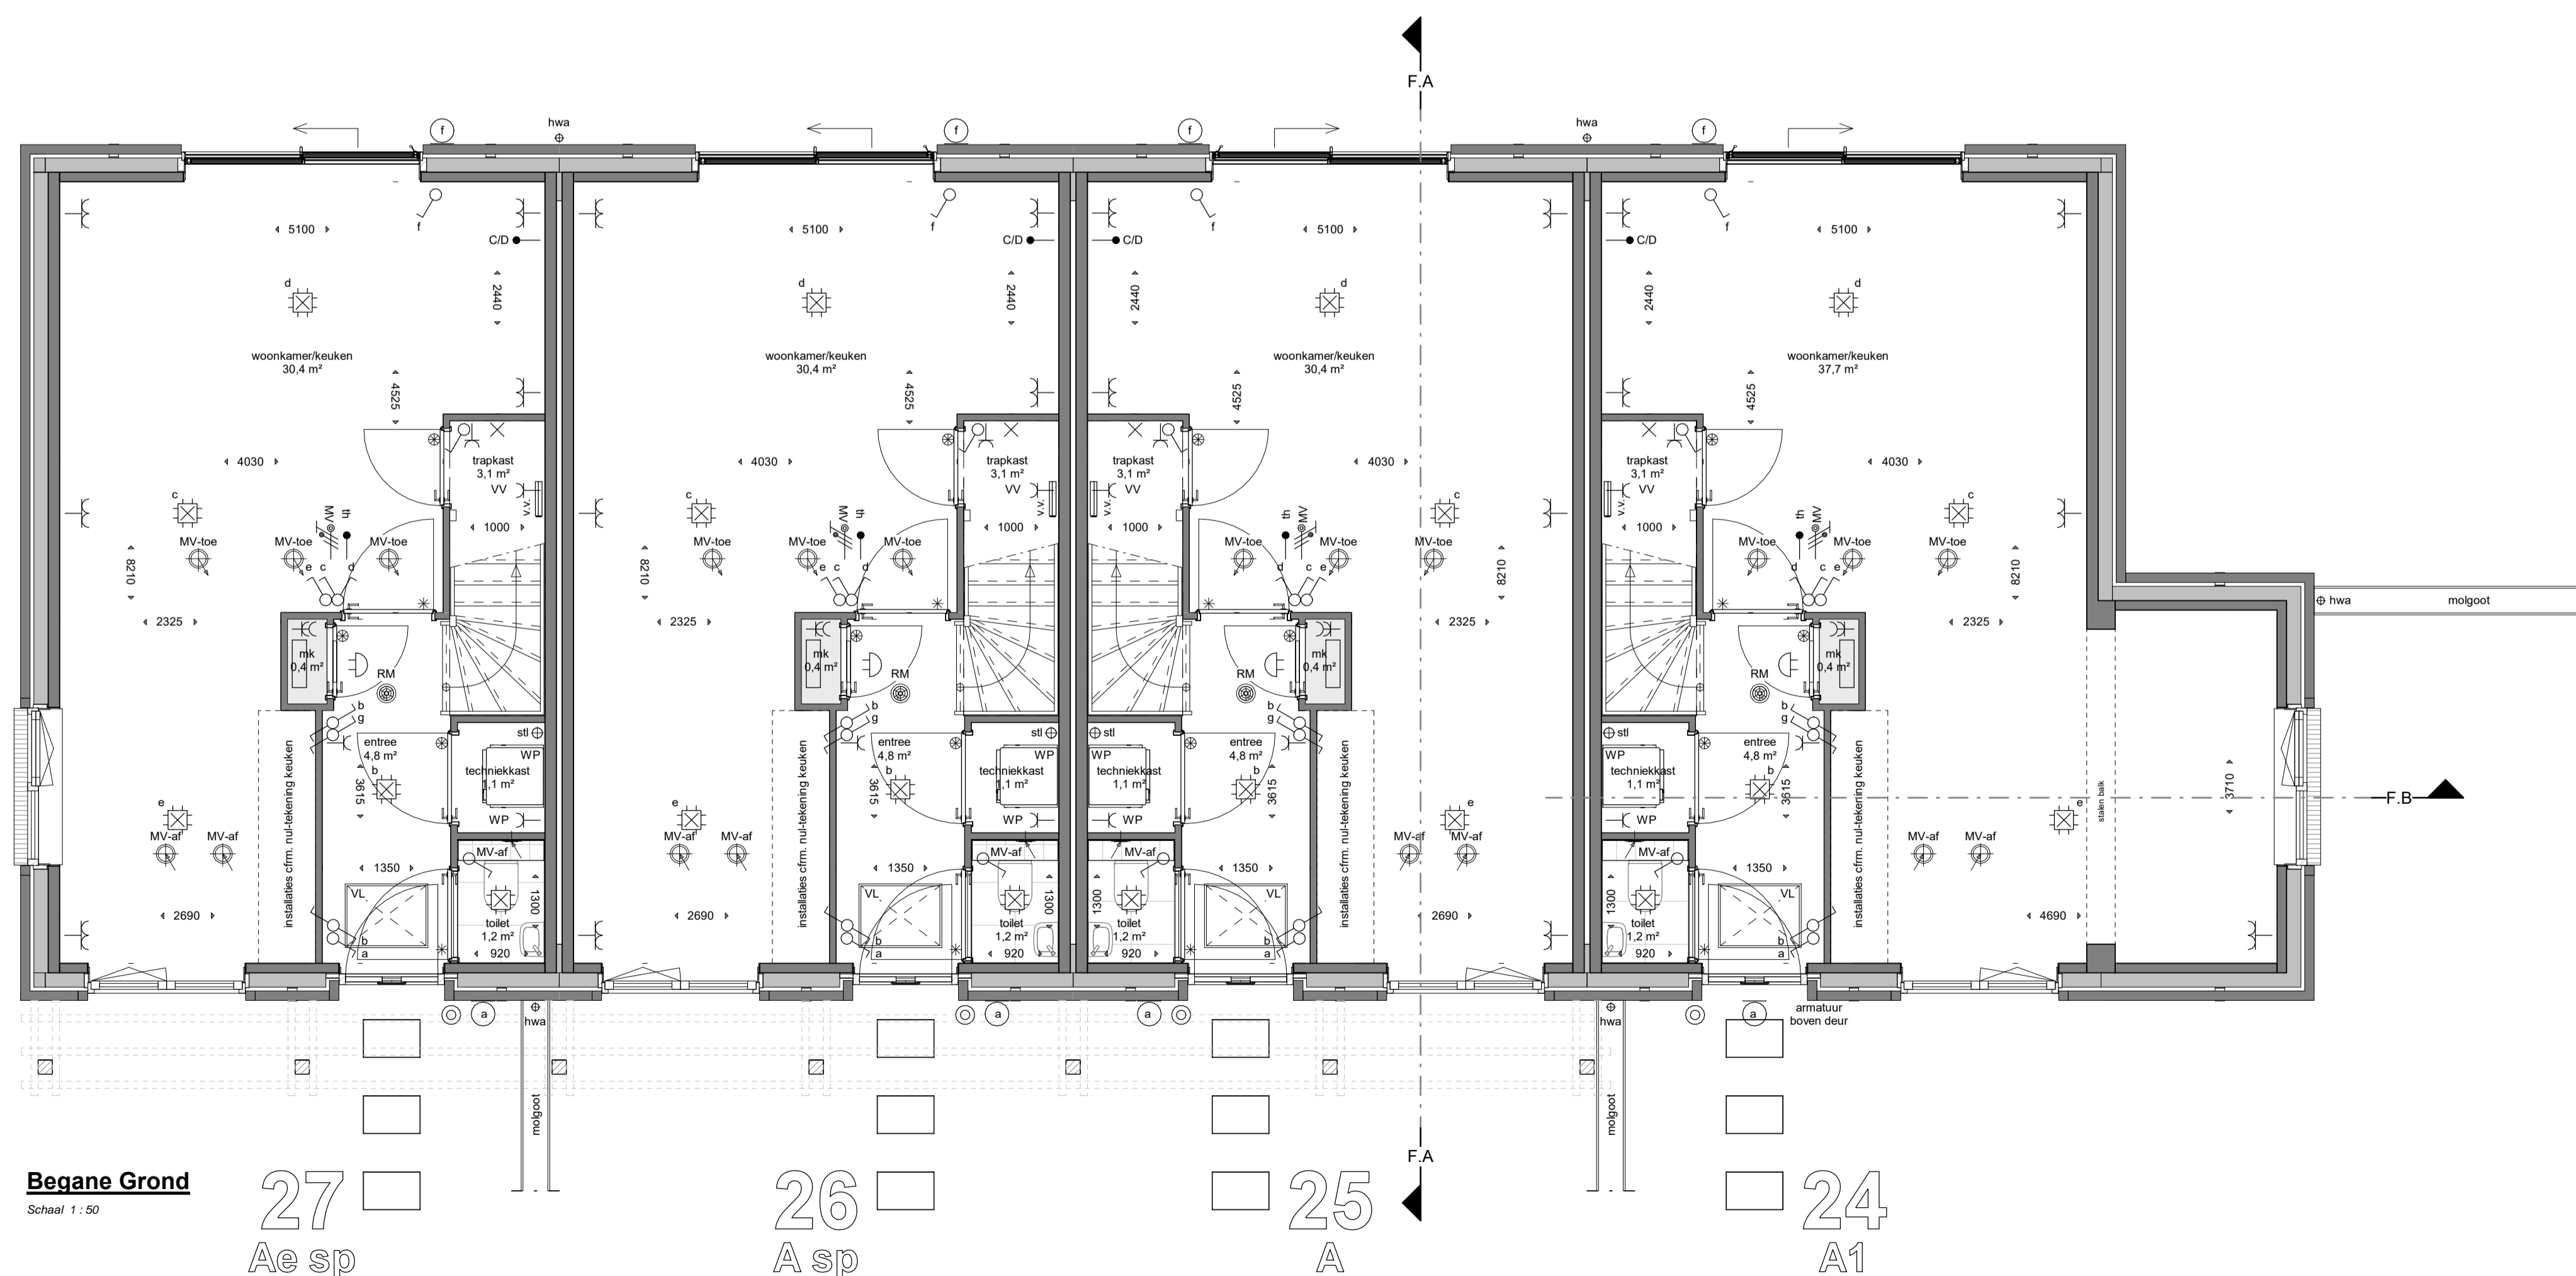 F.A
f
hwa
f
f
hwa
f
f
5100
C/D
2440
d
woonkamer/keuken
30,4 m²
4525
4030
trapkast
3,1 m²
VV
v.v.
1000
c
MV
th
MV-toe
MV-toe
MV-toe
e
c
d
8210
2325
mk
0,4 m²
RM
b
g
entree
4,8 m²
b
3615
stl
WP
techniekkast
1,1 m²
WP
installaties cfrm. nul-tekening keuken
e
MV-af
MV-af
MV-af
1350
VL
1300
toilet
1,2 m²
920
2690
b
a
f
5100
C/D
2440
d
woonkamer/keuken
30,4 m²
4525
4030
trapkast
3,1 m²
VV
v.v.
1000
c
MV
th
MV-toe
MV-toe
MV-toe
e
c
d
8210
2325
mk
0,4 m²
RM
b
g
entree
4,8 m²
b
3615
stl
WP
techniekkast
1,1 m²
WP
installaties cfrm. nul-tekening keuken
e
MV-af
MV-af
MV-af
1350
VL
1300
toilet
1,2 m²
920
2690
b
a
f
5100
C/D
2440
d
woonkamer/keuken
30,4 m²
4525
4030
trapkast
3,1 m²
VV
v.v.
1000
c
th
MV
MV-toe
MV-toe
MV-toe
d
c
e
8210
2325
mk
0,4 m²
RM
b
g
entree
4,8 m²
b
3615
stl
WP
techniekkast
1,1 m²
WP
installaties cfrm. nul-tekening keuken
e
MV-af
MV-af
MV-af
1350
VL
1300
toilet
1,2 m²
920
2690
b
a
f
5100
C/D
2440
d
woonkamer/keuken
37,7 m²
4525
4030
trapkast
3,1 m²
VV
v.v.
1000
c
th
MV
MV-toe
MV-toe
MV-toe
d
c
e
8210
2325
mk
0,4 m²
RM
b
g
entree
4,8 m²
b
3615
stl
WP
techniekkast
1,1 m²
WP
installaties cfrm. nul-tekening keuken
e
MV-af
MV-af
MV-af
1350
VL
1300
toilet
1,2 m²
920
4690
b
a
stalen balk
3710
hwa
molgoot
F.B
a
hwa
a
a
hwa
a
armatuur
boven deur
molgoot
molgoot
F.A
Begane Grond
Schaal 1 : 50
27
Ae sp
26
A sp
25
A
24
A1